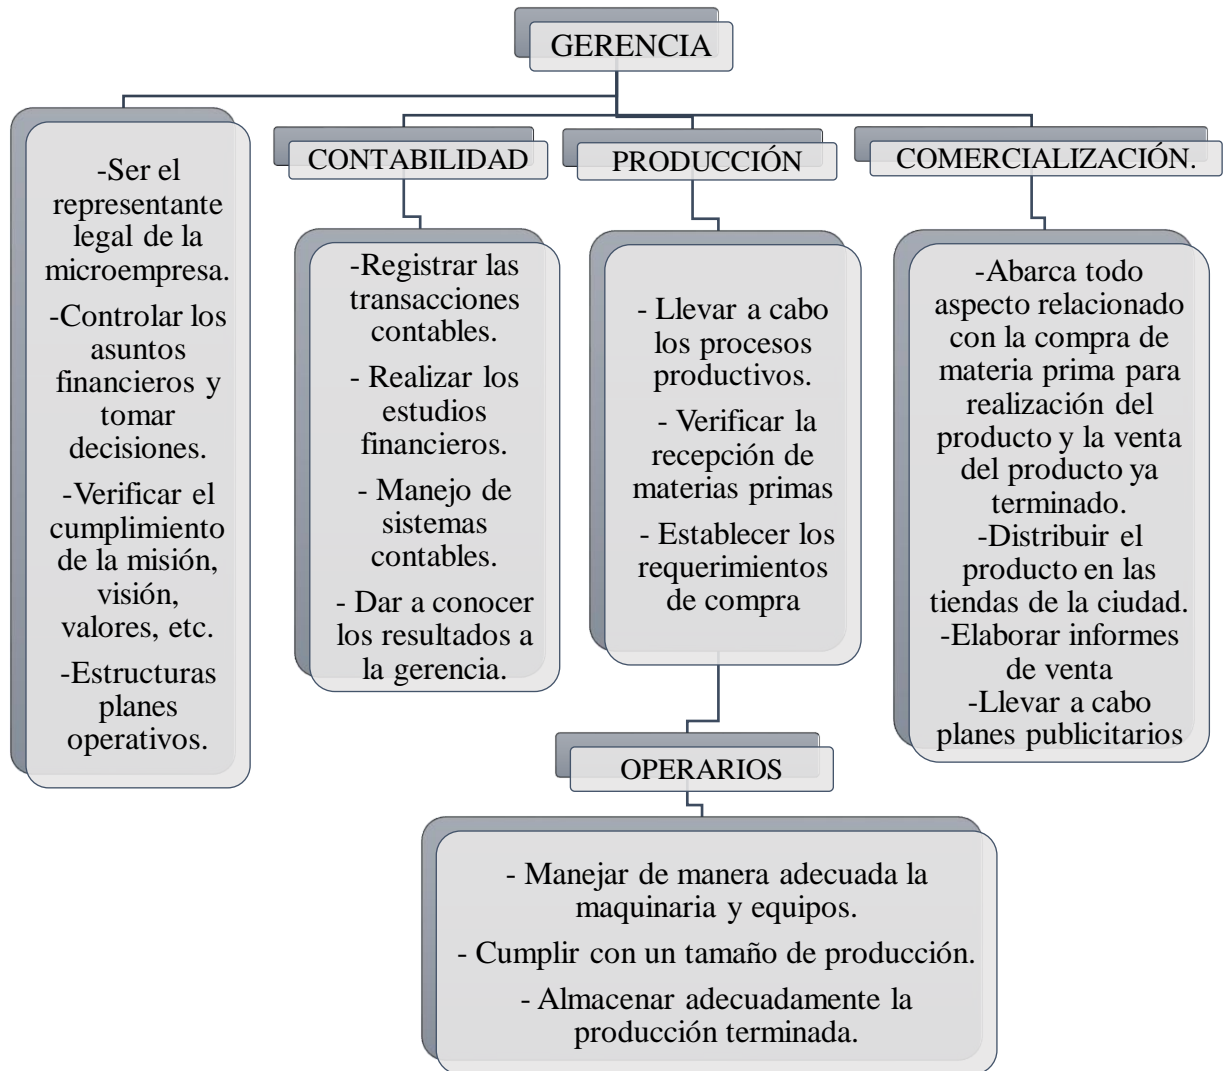 GERENCIA
-Ser el
representante
legal de la
microempresa.
-Controlar los
asuntos
financieros y
tomar
decisiones.
-Verificar el
cumplimiento
de la misión,
visión,
valores, etc.
-Estructuras
planes
operativos.
CONTABILIDAD
-Registrar las
transacciones
contables.
- Realizar los
estudios
financieros.
- Manejo de
sistemas
contables.
- Dar a conocer
los resultados a
la gerencia.
PRODUCCIÓN
- Llevar a cabo
los procesos
productivos.
- Verificar la
recepción de
materias primas
- Establecer los
requerimientos
de compra
OPERARIOS
- Manejar de manera adecuada la
maquinaria y equipos.
- Cumplir con un tamaño de producción.
- Almacenar adecuadamente la
producción terminada.
COMERCIALIZACIÓN.
-Abarca todo
aspecto relacionado
con la compra de
materia prima para
realización del
producto y la venta
del producto ya
terminado.
-Distribuir el
producto en las
tiendas de la ciudad.
-Elaborar informes
de venta
-Llevar a cabo
planes publicitarios